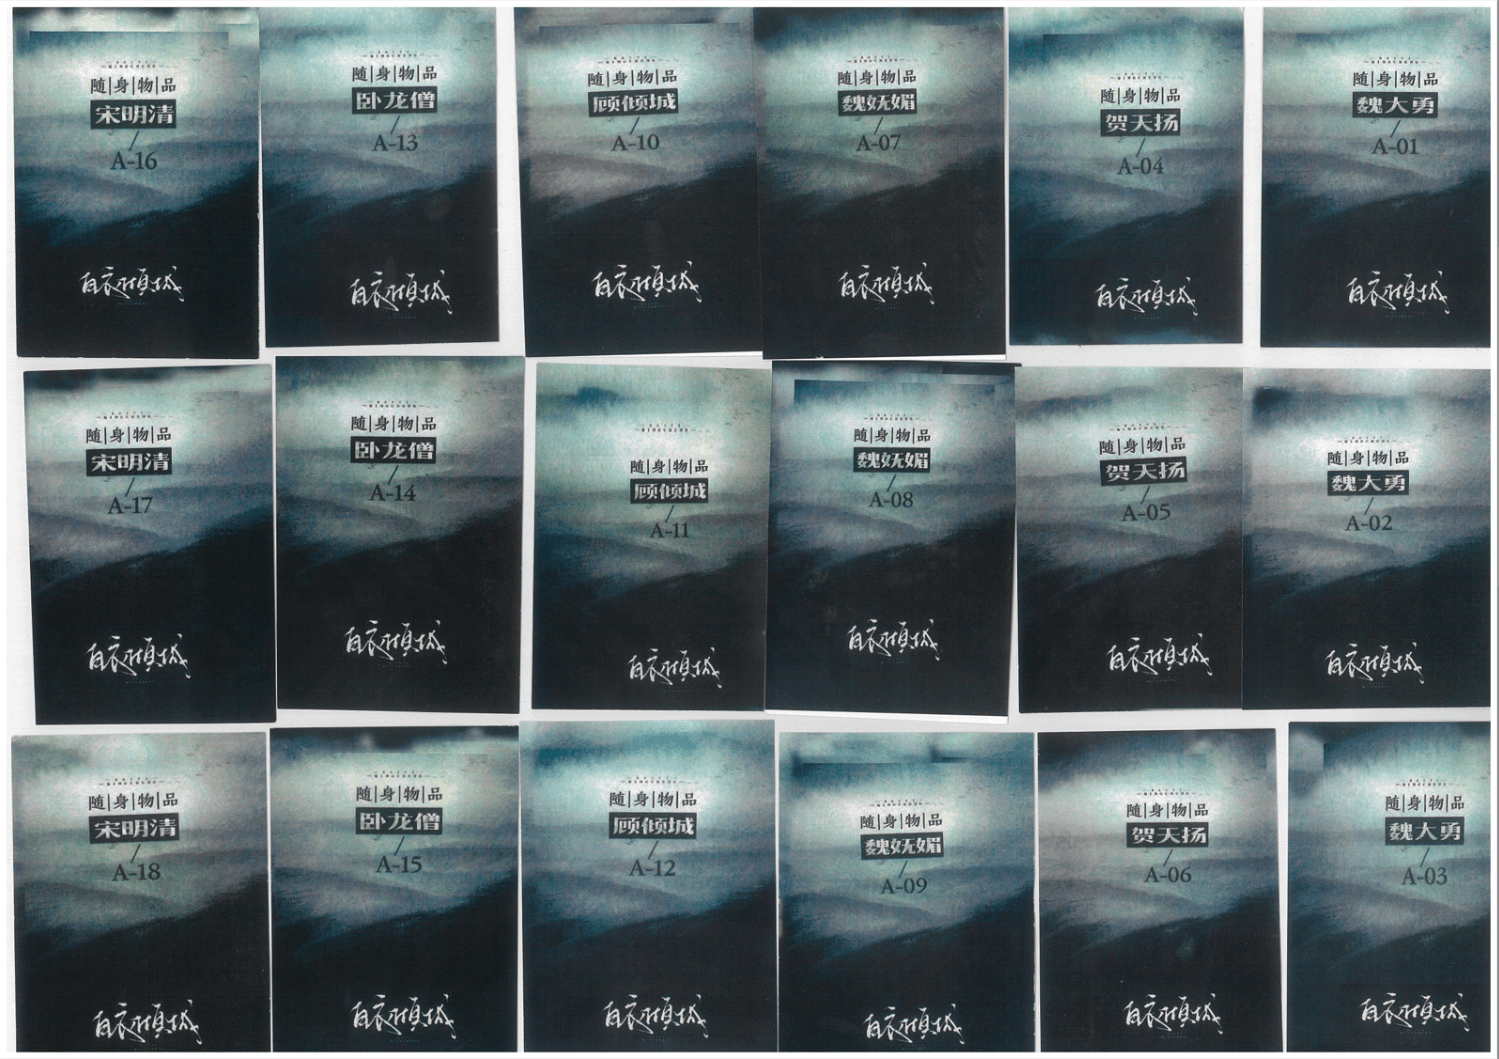 随|身|物|品
宋明清
A-16
白衣倾城
随|身|物|品
卧龙僧
A-13
白衣倾城
随|身|物|品
顾倾城
A-10
白衣倾城
随|身|物|品
魏妩媚
A-07
白衣倾城
随|身|物|品
贺天扬
A-04
白衣倾城
随|身|物|品
魏大勇
A-01
白衣倾城
随|身|物|品
宋明清
A-17
白衣倾城
随|身|物|品
卧龙僧
A-14
白衣倾城
随|身|物|品
顾倾城
A-11
白衣倾城
随|身|物|品
魏妩媚
A-08
白衣倾城
随|身|物|品
贺天扬
A-05
白衣倾城
随|身|物|品
魏大勇
A-02
白衣倾城
随|身|物|品
宋明清
A-18
白衣倾城
随|身|物|品
卧龙僧
A-15
白衣倾城
随|身|物|品
顾倾城
A-12
白衣倾城
随|身|物|品
魏妩媚
A-09
白衣倾城
随|身|物|品
贺天扬
A-06
白衣倾城
随|身|物|品
魏大勇
A-03
白衣倾城